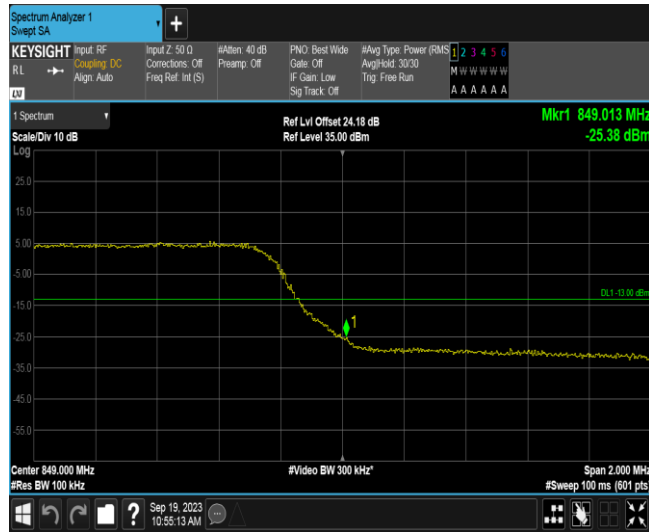 Spectrum Analyzer 1
Swept SA
KEYSIGHT
RL
LXI
Input: RF
Coupling: DC
Align: Auto
Input Z: 50 Ω
Corrections: Off
Freq Ref: Int (S)
#Atten: 40 dB
Preamp: Off
PNO: Best Wide
Gate: Off
IF Gain: Low
Sig Track: Off
#Avg Type: Power (RMS
Avg|Hold: 30/30
Trig: Free Run
1 2 3 4 5 6
M W W W W W
A A A A A A
1 Spectrum
Scale/Div 10 dB
Log
Ref Lvl Offset 24.18 dB
Ref Level 35.00 dBm
Mkr1 849.013 MHz
-25.38 dBm
25.0
15.0
5.00
-5.00
DL1 -13.00 dBm
-15.0
1
-25.0
-35.0
-45.0
-55.0
Center 849.000 MHz
#Video BW 300 kHz*
Span 2.000 MHz
#Res BW 100 kHz
#Sweep 100 ms (601 pts)
?
Sep 19, 2023
10:55:13 AM